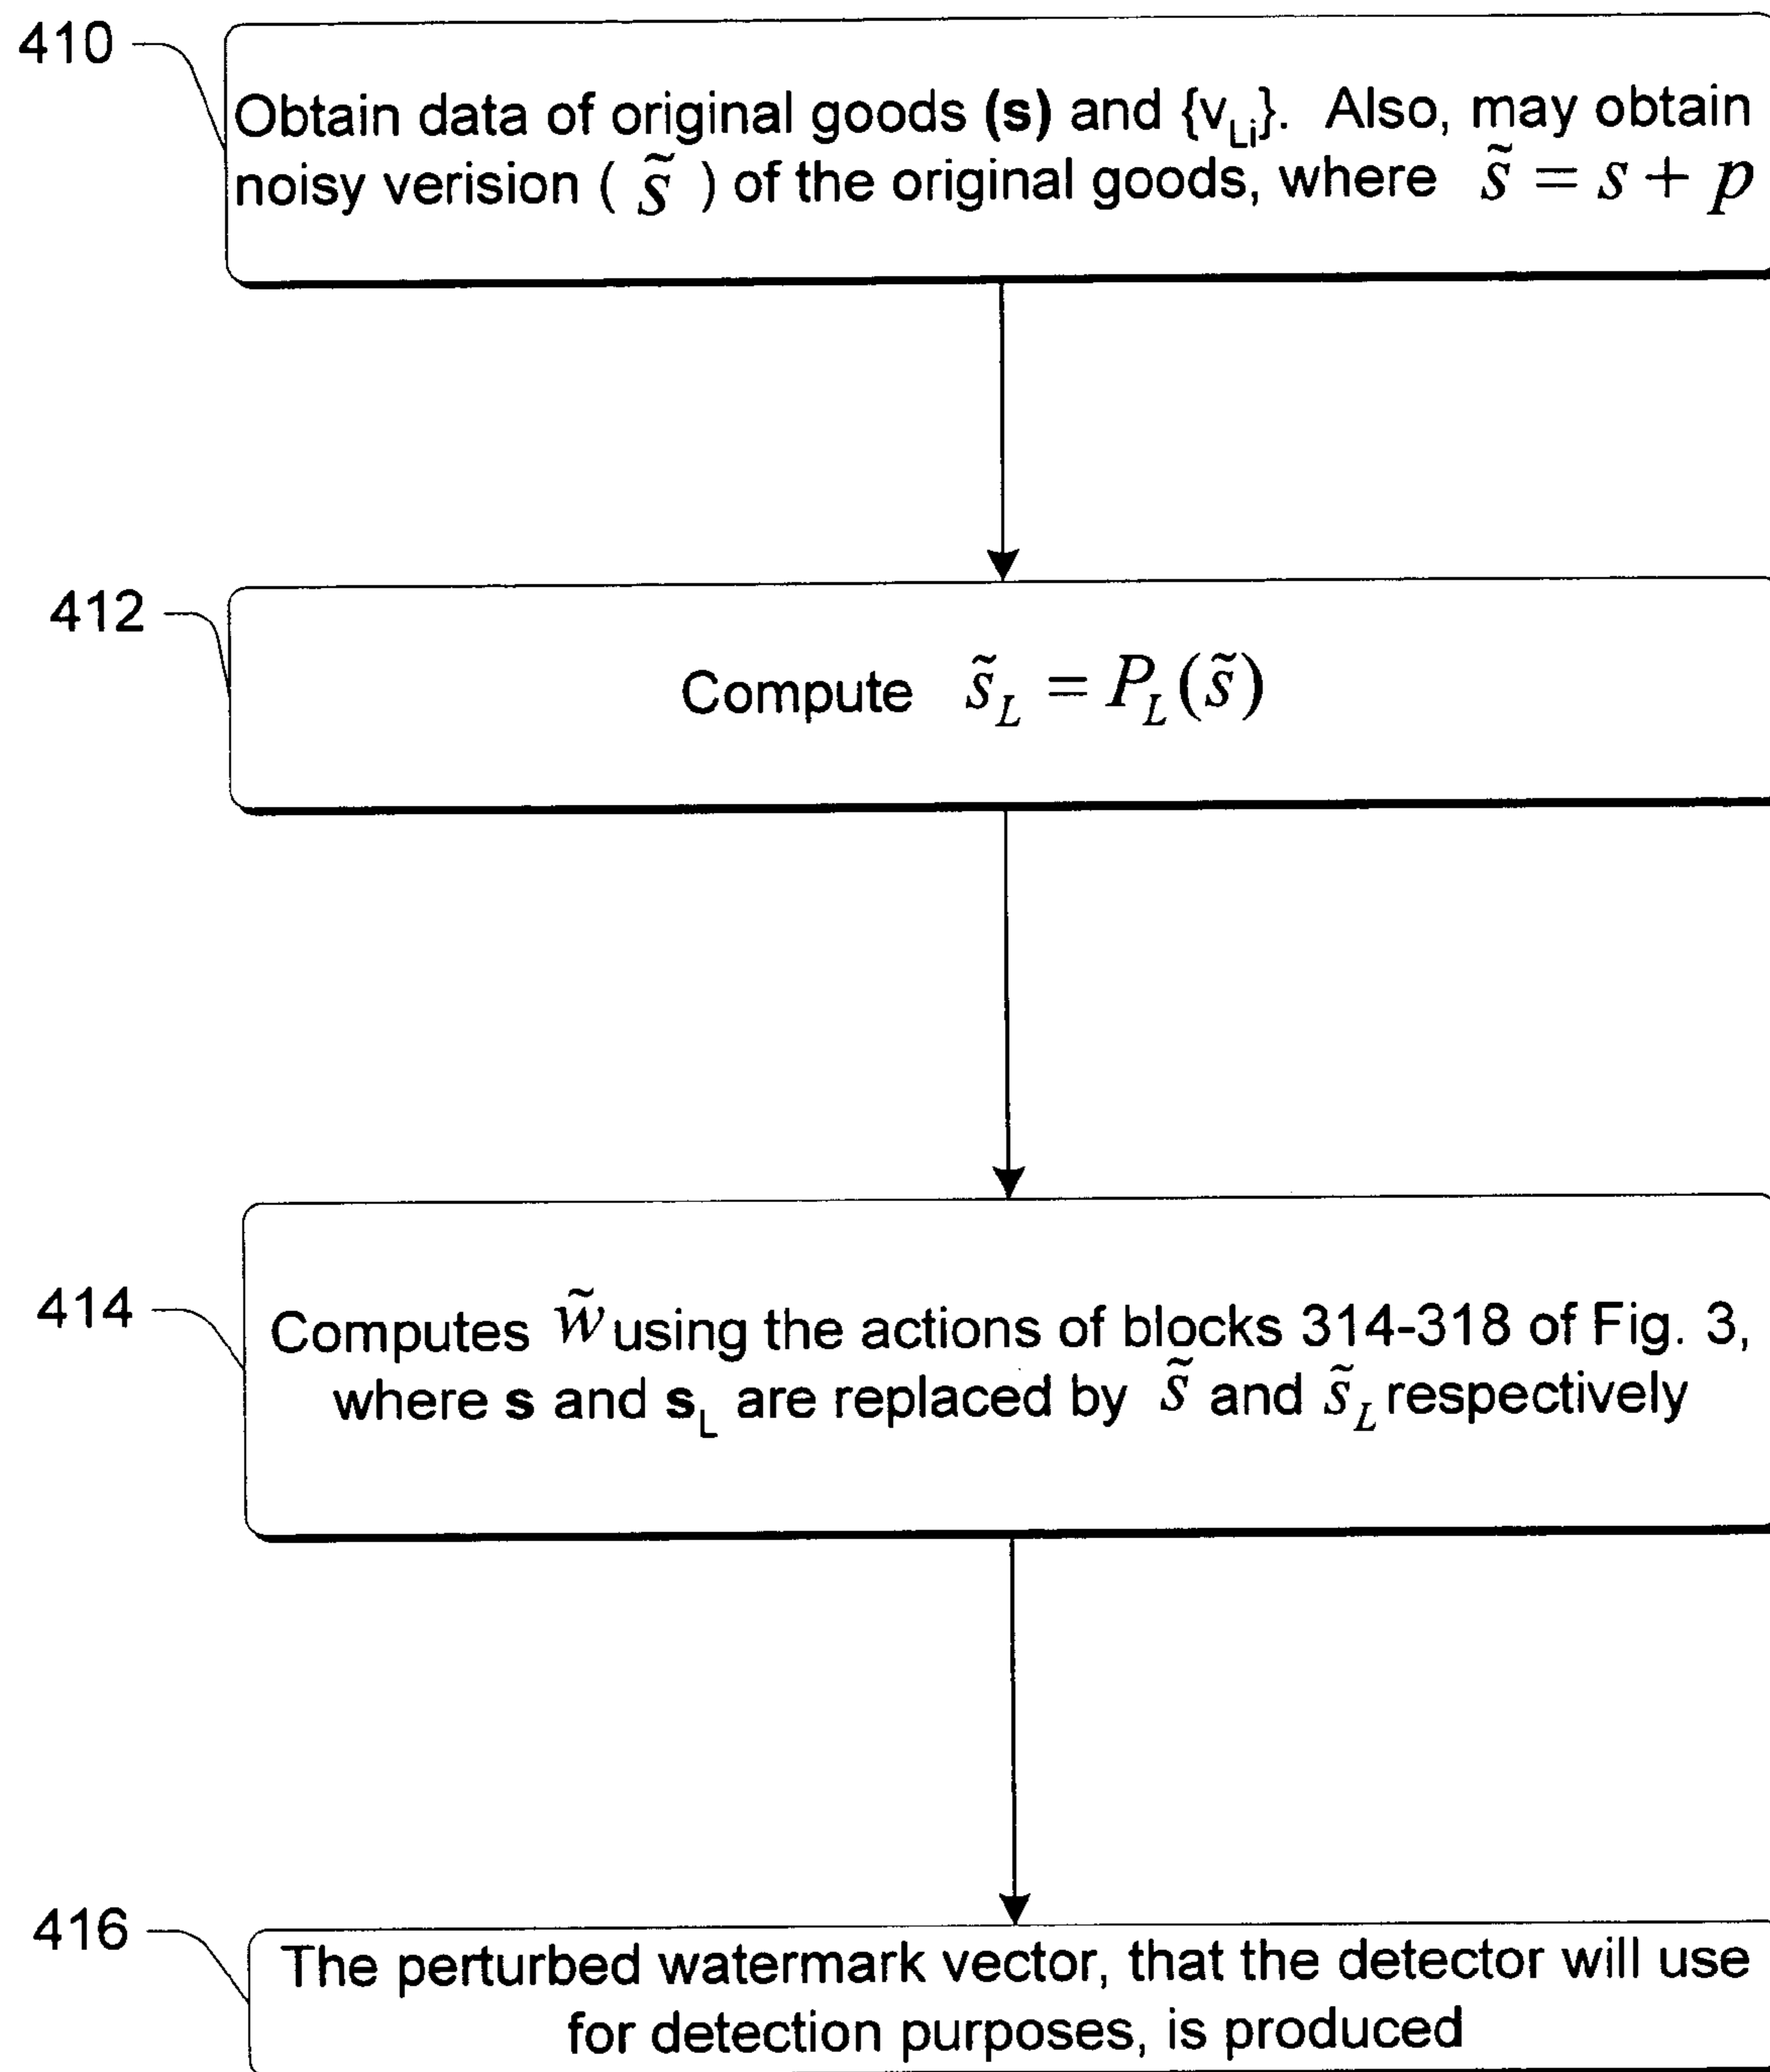 410
Obtain data of original goods (s) and {v_Li}. Also, may obtain
noisy verision ( s̃ ) of the original goods, where s̃ = s + p
412
Compute s̃_L = P_L(s̃)
414
Computes w̃ using the actions of blocks 314-318 of Fig. 3,
where s and s_L are replaced by s̃ and s̃_L respectively
416
The perturbed watermark vector, that the detector will use
for detection purposes, is produced